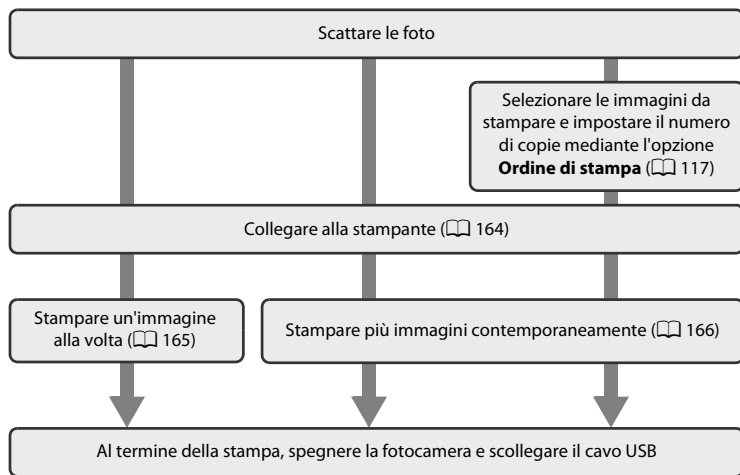 Scattare le foto
Selezionare le immagini da
stampare e impostare il numero
di copie mediante l'opzione
Ordine di stampa (📖 117)
Collegare alla stampante (📖 164)
Stampare un'immagine
alla volta (📖 165)
Stampare più immagini contemporaneamente (📖 166)
Al termine della stampa, spegnere la fotocamera e scollegare il cavo USB